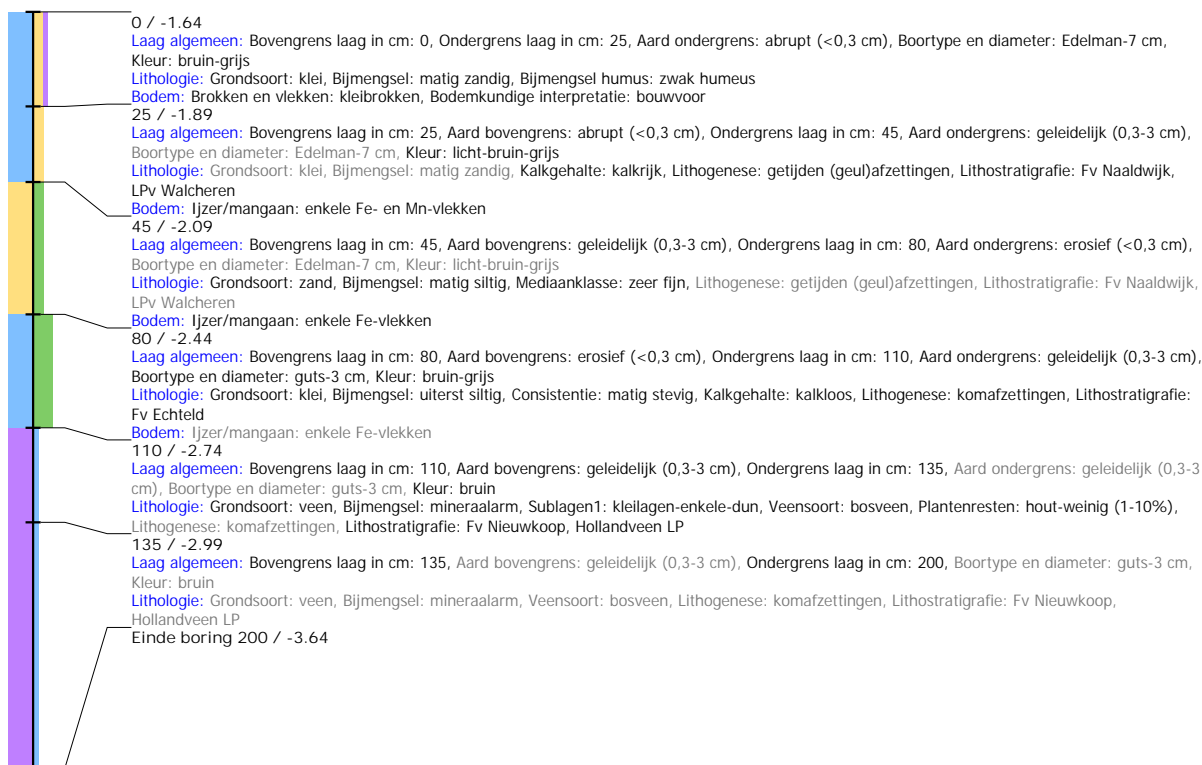 0 / -1.64
Laag algemeen: Bovengrens laag in cm: 0, Ondergrens laag in cm: 25, Aard ondergrens: abrupt (<0,3 cm), Boortype en diameter: Edelman-7 cm,
Kleur: bruin-grijs
Lithologie: Grondsoort: klei, Bijmengsel: matig zandig, Bijmengsel humus: zwak humeus
Bodem: Brokken en vlekken: kleibrokken, Bodemkundige interpretatie: bouwvoor
25 / -1.89
Laag algemeen: Bovengrens laag in cm: 25, Aard bovengrens: abrupt (<0,3 cm), Ondergrens laag in cm: 45, Aard ondergrens: geleidelijk (0,3-3 cm),
Boortype en diameter: Edelman-7 cm, Kleur: licht-bruin-grijs
Lithologie: Grondsoort: klei, Bijmengsel: matig zandig, Kalkgehalte: kalkrijk, Lithogenese: getijden (geul)afzettingen, Lithostratigrafie: Fv Naaldwijk,
LPv Walcheren
Bodem: Ijzer/mangaan: enkele Fe- en Mn-vlekken
45 / -2.09
Laag algemeen: Bovengrens laag in cm: 45, Aard bovengrens: geleidelijk (0,3-3 cm), Ondergrens laag in cm: 80, Aard ondergrens: erosief (<0,3 cm),
Boortype en diameter: Edelman-7 cm, Kleur: licht-bruin-grijs
Lithologie: Grondsoort: zand, Bijmengsel: matig siltig, Mediaanklasse: zeer fijn, Lithogenese: getijden (geul)afzettingen, Lithostratigrafie: Fv Naaldwijk,
LPv Walcheren
Bodem: Ijzer/mangaan: enkele Fe-vlekken
80 / -2.44
Laag algemeen: Bovengrens laag in cm: 80, Aard bovengrens: erosief (<0,3 cm), Ondergrens laag in cm: 110, Aard ondergrens: geleidelijk (0,3-3 cm),
Boortype en diameter: guts-3 cm, Kleur: bruin-grijs
Lithologie: Grondsoort: klei, Bijmengsel: uiterst siltig, Consistentie: matig stevig, Kalkgehalte: kalkloos, Lithogenese: komafzettingen, Lithostratigrafie:
Fv Echteld
Bodem: Ijzer/mangaan: enkele Fe-vlekken
110 / -2.74
Laag algemeen: Bovengrens laag in cm: 110, Aard bovengrens: geleidelijk (0,3-3 cm), Ondergrens laag in cm: 135, Aard ondergrens: geleidelijk (0,3-3
cm), Boortype en diameter: guts-3 cm, Kleur: bruin
Lithologie: Grondsoort: veen, Bijmengsel: mineraalarm, Sublagen1: kleilagen-enkele-dun, Veensoort: bosveen, Plantenresten: hout-weinig (1-10%),
Lithogenese: komafzettingen, Lithostratigrafie: Fv Nieuwkoop, Hollandveen LP
135 / -2.99
Laag algemeen: Bovengrens laag in cm: 135, Aard bovengrens: geleidelijk (0,3-3 cm), Ondergrens laag in cm: 200, Boortype en diameter: guts-3 cm,
Kleur: bruin
Lithologie: Grondsoort: veen, Bijmengsel: mineraalarm, Veensoort: bosveen, Lithogenese: komafzettingen, Lithostratigrafie: Fv Nieuwkoop,
Hollandveen LP
Einde boring 200 / -3.64